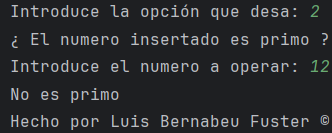 Introduce la opción que desa: 2
¿ El numero insertado es primo ?
Introduce el numero a operar: 12
No es primo
Hecho por Luis Bernabeu Fuster ©